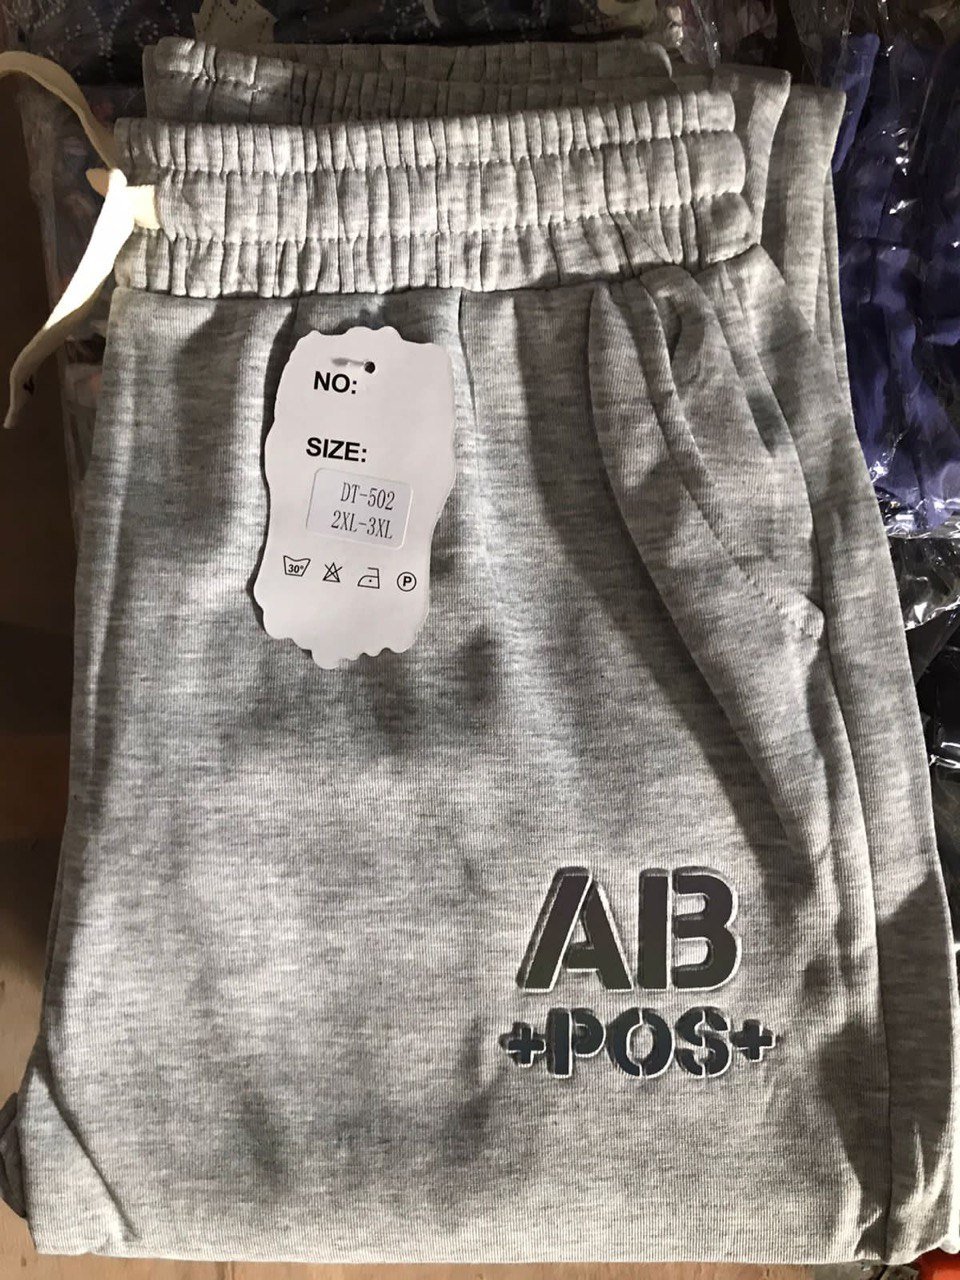 NO:
SIZE:
DT-502
2XL-3XL
30°
P
AB
+POS+